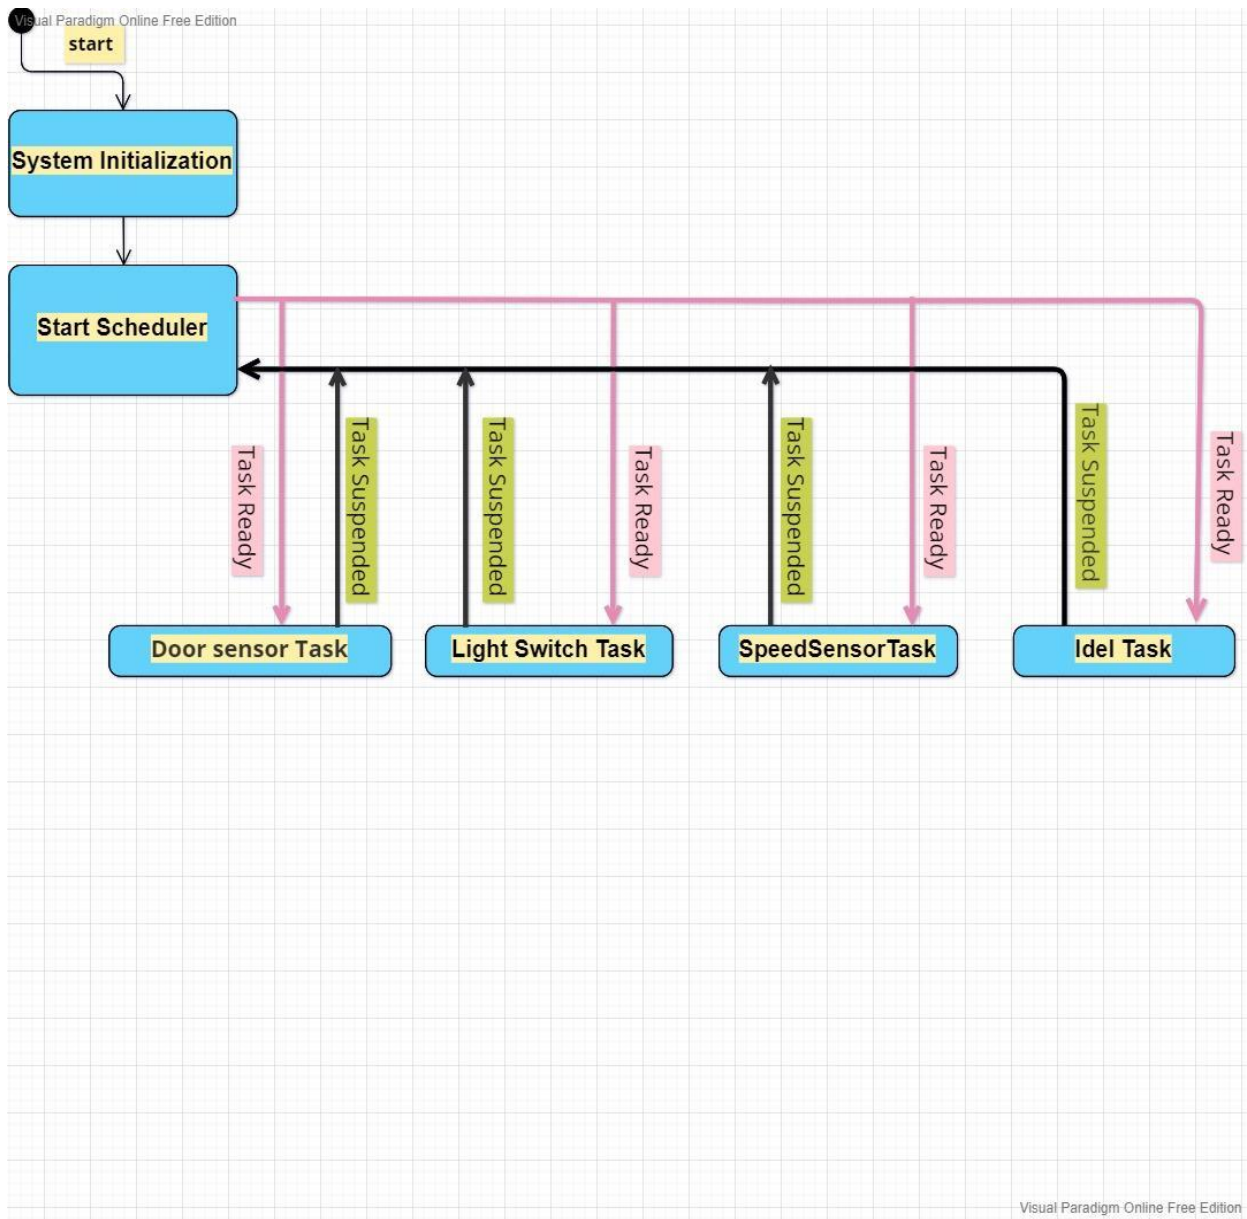 Visual Paradigm Online Free Edition
start
System Initialization
Start Scheduler
Task Ready
Task Suspended
Task Suspended
Task Ready
Task Suspended
Task Ready
Task Suspended
Task Ready
Door sensor Task
Light Switch Task
SpeedSensorTask
Idel Task
Visual Paradigm Online Free Edition